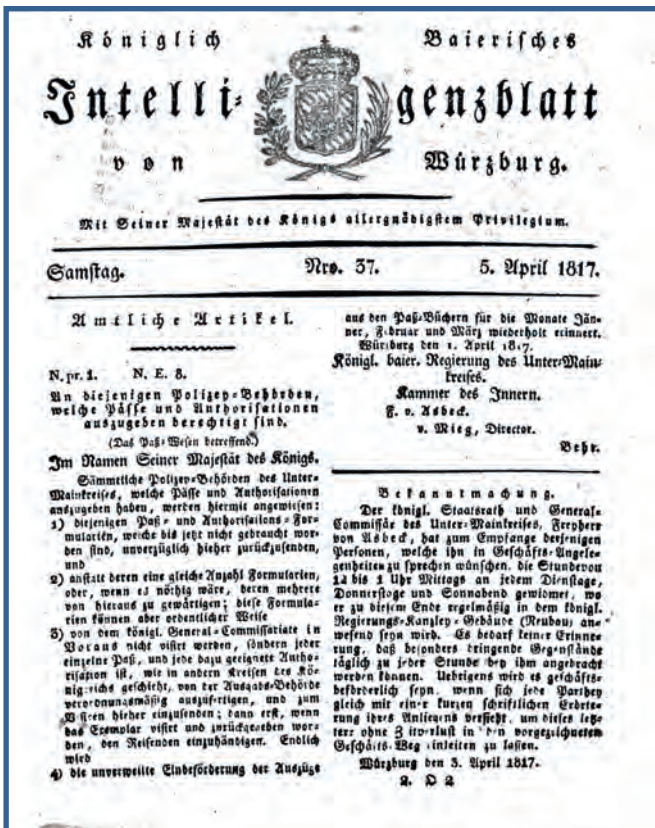 Königlich Baierisches
Intelli- genzblatt
von Würzburg.
Mit Seiner Majestät des Königs allergnädigstem Privilegium.
Samstag. Nro. 37. 5. April 1817.
Amtliche Artikel.
N. pr. 1. N. E. 8.
An diejenigen Polizey-Behörden,
welche Pässe und Authorisationen
auszugeben berechtigt sind.
(Das Paß-Wesen betreffend.)
Im Namen Seiner Majestät des Königs.
Sämmtliche Polizey-Behörden des Unter-
Mainkreises, welche Pässe und Authorisationen
auszugeben haben, werden hiermit angewiesen:
1) diejenigen Paß- und Authorisations-For-
mularien, welche bis jetzt nicht gebraucht wor-
den sind, unverzüglich hieher zurückzusenden,
und
2) anstatt deren eine gleiche Anzahl Formularien,
oder, wenn es nöthig wäre, deren mehrere
von hieraus zu gewärtigen; diese Formula-
rien können aber ordentlicher Weise
3) von dem königl. General-Commissariate in
Voraus nicht visirt werden, sondern jeder
einzelne Paß, und jede dazu geeignete Autho-
risation ist, wie in andern Kreisen des Kö-
nigreichs geschieht, von der Ausgabs-Behörde
verordnungsmäßig auszufertigen, und zum
Visiren hieher einzusenden; dann erst, wenn
das Exemplar visirt und zurückgegeben wor-
den, den Reisenden einzuhändigen. Endlich
wird
4) die unverweilte Einbeförderung der Auszüge
aus den Paß-Büchern für die Monate Jän-
ner, Februar und März wiederholt erinnert.
Würzburg den 1. April 1817.
Königl. baier. Regierung des Unter-Main-
kreises.
Kammer des Innern.
F. v. Asbeck.
v. Mieg, Director.
Behr.
Bekanntmachung.
Der königl. Staatsrath und General-
Commissär des Unter-Mainkreises, Freyherr
von Asbeck, hat zum Empfange derjenigen
Personen, welche ihn in Geschäfts-Angele-
genheiten zu sprechen wünschen, die Stunde von
12 bis 1 Uhr Mittags an jedem Dienstage,
Donnerstage und Sonnabend gewidmet, wo
er zu diesem Ende regelmäßig in dem königl.
Regierungs-Kanzley-Gebäude (Neubau) an-
wesend seyn wird. Es bedarf keiner Erinne-
rung, daß besonders dringende Gegenstände
täglich zu jeder Stunde bey ihm angebracht
werden können. Uebrigens wird es geschäfts-
beförderlich seyn, wenn sich jede Parthey
gleich mit einer kurzen schriftlichen Erörte-
rung ihres Anliegens versieht, um dieses letz-
tere ohne Zeitverlust in den vorgezeichneten
Geschäfts-Weg einleiten zu lassen.
Würzburg den 3. April 1817.
2. D 2